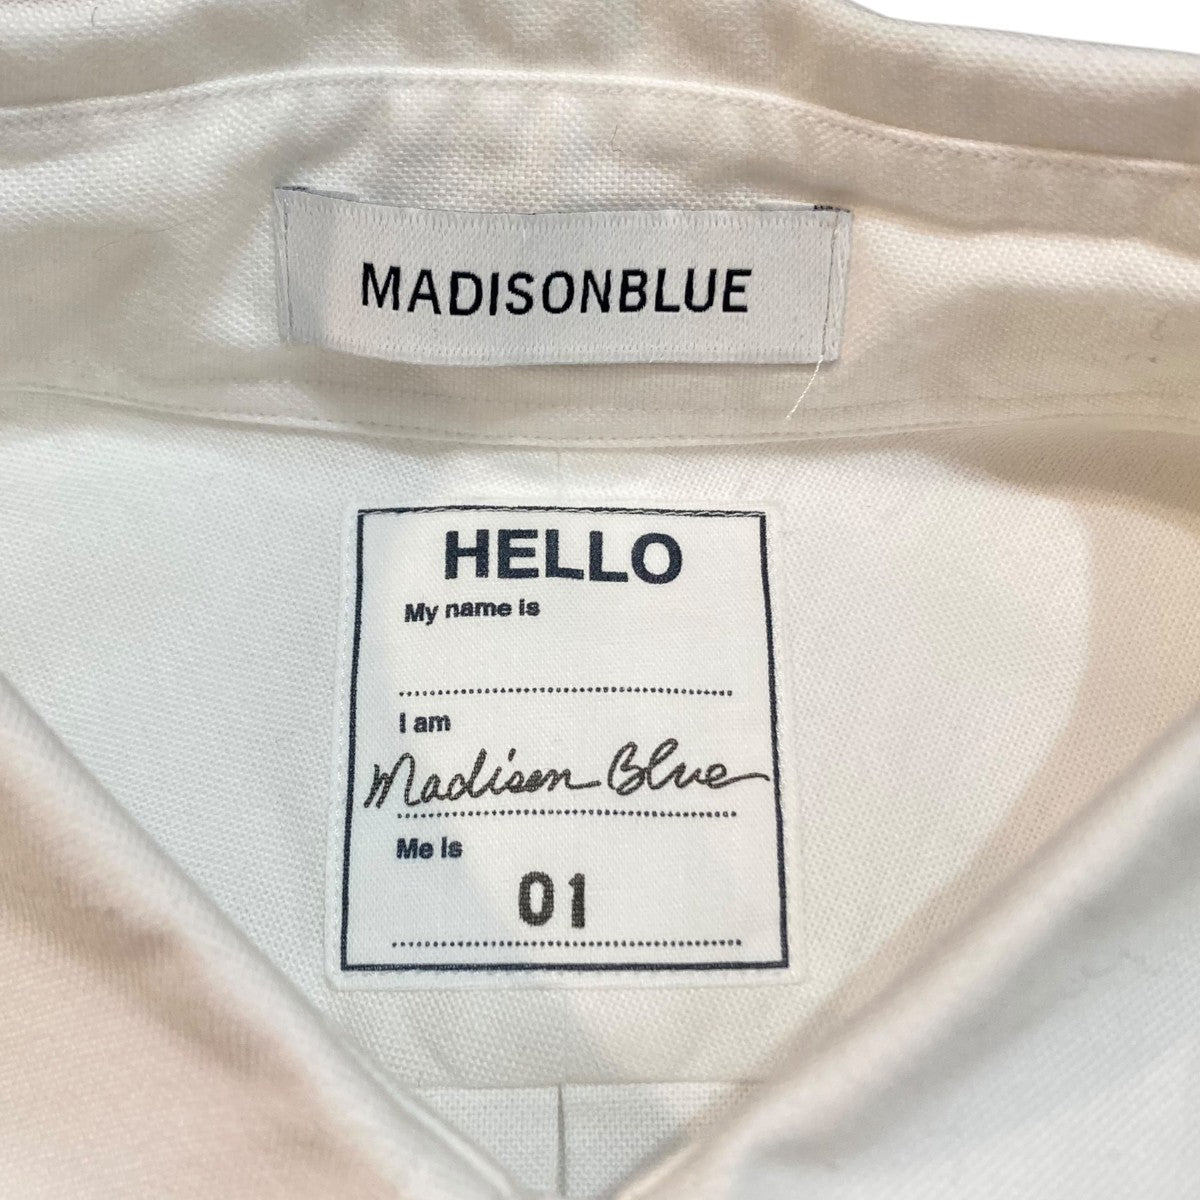 MADISONBLUE
HELLO
My name is
I am
Madison Blue
Me is
01